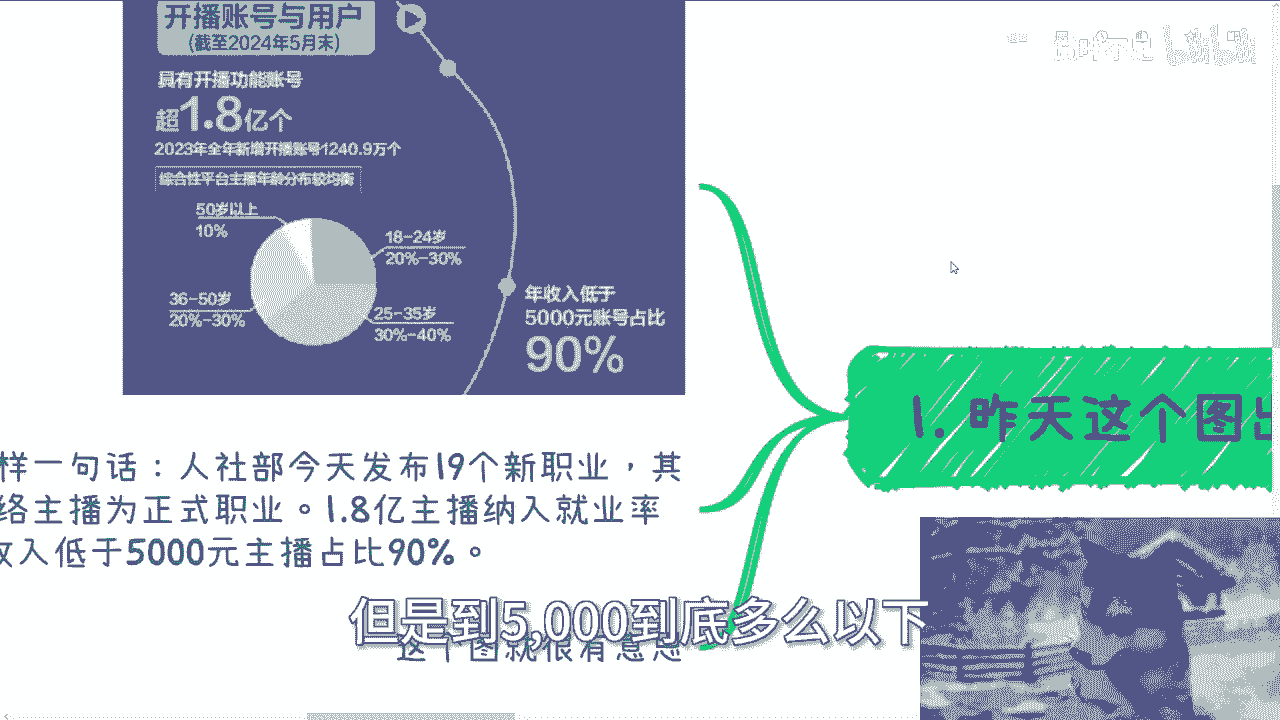 开播账号与用户
(截至2024年5月末)
具有开播功能账号
超1.8亿个
2023年全年新增开播账号1240.9万个
综合性平台主播年龄分布较均衡
50岁以上
10%
18-24岁
20%-30%
36-50岁
20%-30%
25-35岁
30%-40%
年收入低于
5000元账号占比
90%
1. 昨天这个图
样一句话：人社部今天发布19个新职业，其
络主播为正式职业。1.8亿主播纳入就业率
收入低于5000元主播占比90%。
这个图就很有意思
但是到5,000到底多么以下
bilibili